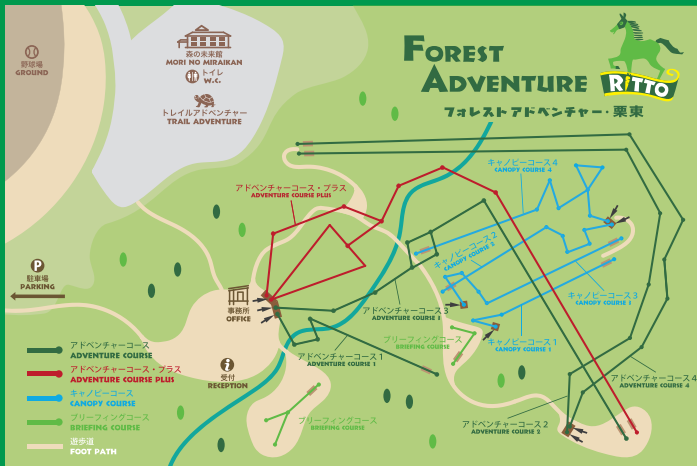 野球場
GROUND
森の未来館
MORI NO MIRAIKAN
トイレ
W.C.
トレイルアドベンチャー
TRAIL ADVENTURE
FOREST
ADVENTURE
RITTO
フォレストアドベンチャー・栗東
アドベンチャーコース・プラス
ADVENTURE COURSE PLUS
キャノピーコース 4
CANOPY COURSE 4
キャノピーコース 2
CANOPY COURSE 2
キャノピーコース 3
CANOPY COURSE 3
P
駐車場
PARKING
事務所
OFFICE
アドベンチャーコース 3
ADVENTURE COURSE 3
ブリーフィングコース
BRIEFING COURSE
キャノピーコース 1
CANOPY COURSE 1
アドベンチャーコース 1
ADVENTURE COURSE 1
受付
RECEPTION
アドベンチャーコース 4
ADVENTURE COURSE 4
アドベンチャーコース 2
ADVENTURE COURSE 2
ブリーフィングコース
BRIEFING COURSE
アドベンチャーコース
ADVENTURE COURSE
アドベンチャーコース・プラス
ADVENTURE COURSE PLUS
キャノピーコース
CANOPY COURSE
ブリーフィングコース
BRIEFING COURSE
遊歩道
FOOT PATH